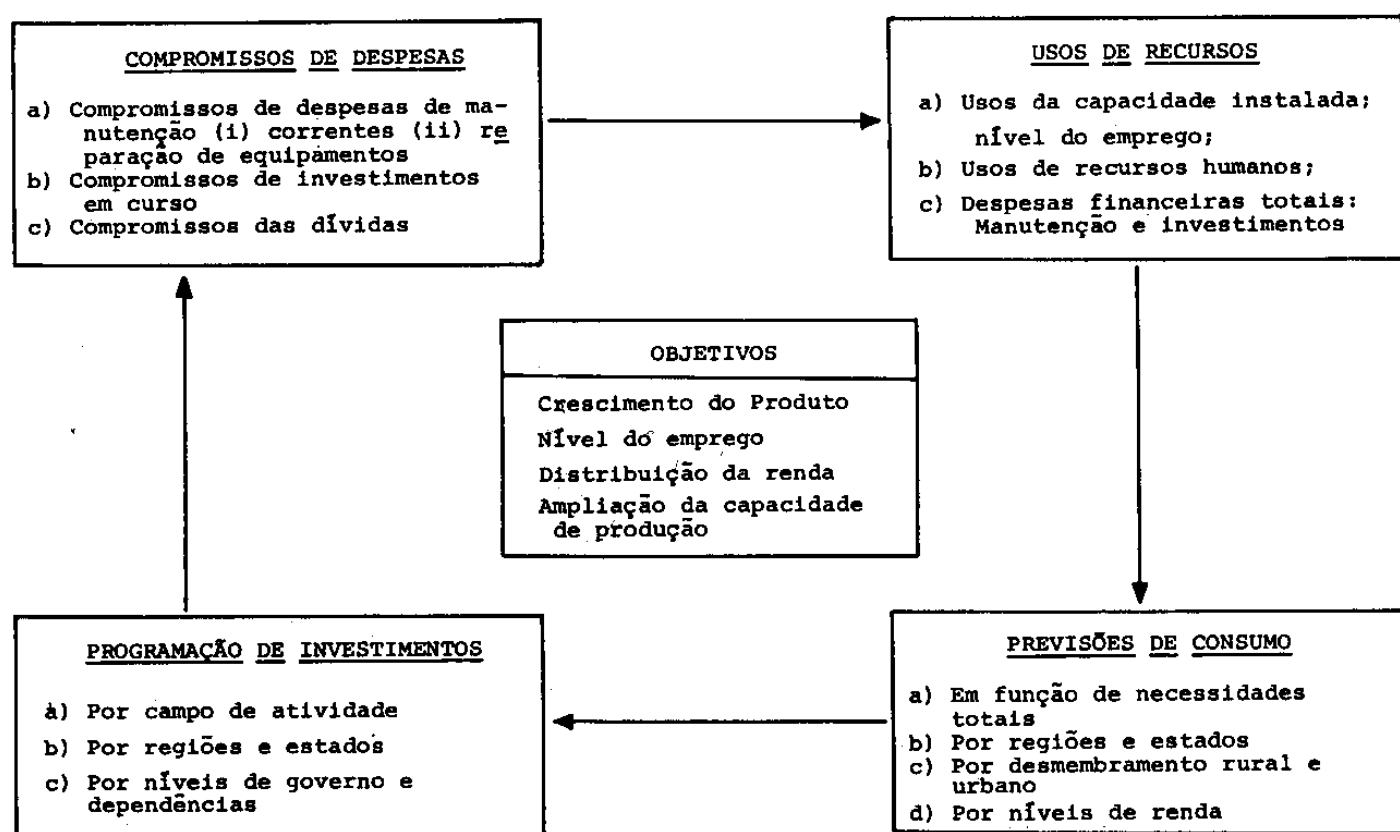 COMPROMISSOS DE DESPESAS
a) Compromissos de despesas de ma-
nutenção (i) correntes (ii) re
paração de equipamentos
b) Compromissos de investimentos
em curso
c) Compromissos das dívidas
USOS DE RECURSOS
a) Usos da capacidade instalada;
nível do emprego;
b) Usos de recursos humanos;
c) Despesas financeiras totais:
Manutenção e investimentos
OBJETIVOS
Crescimento do Produto
Nível do emprego
Distribuição da renda
Ampliação da capacidade
de produção
PROGRAMAÇÃO DE INVESTIMENTOS
a) Por campo de atividade
b) Por regiões e estados
c) Por níveis de governo e
dependências
PREVISÕES DE CONSUMO
a) Em função de necessidades
totais
b) Por regiões e estados
c) Por desmembramento rural e
urbano
d) Por níveis de renda